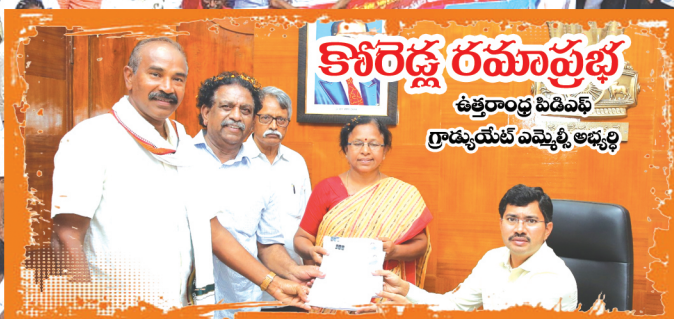 కోరెడ్ల రమాప్రభ
ఉత్తరాంధ్ర పిడిఎఫ్
గ్రాడ్యుయేట్ ఎమ్మెల్సీ అభ్యర్ధి